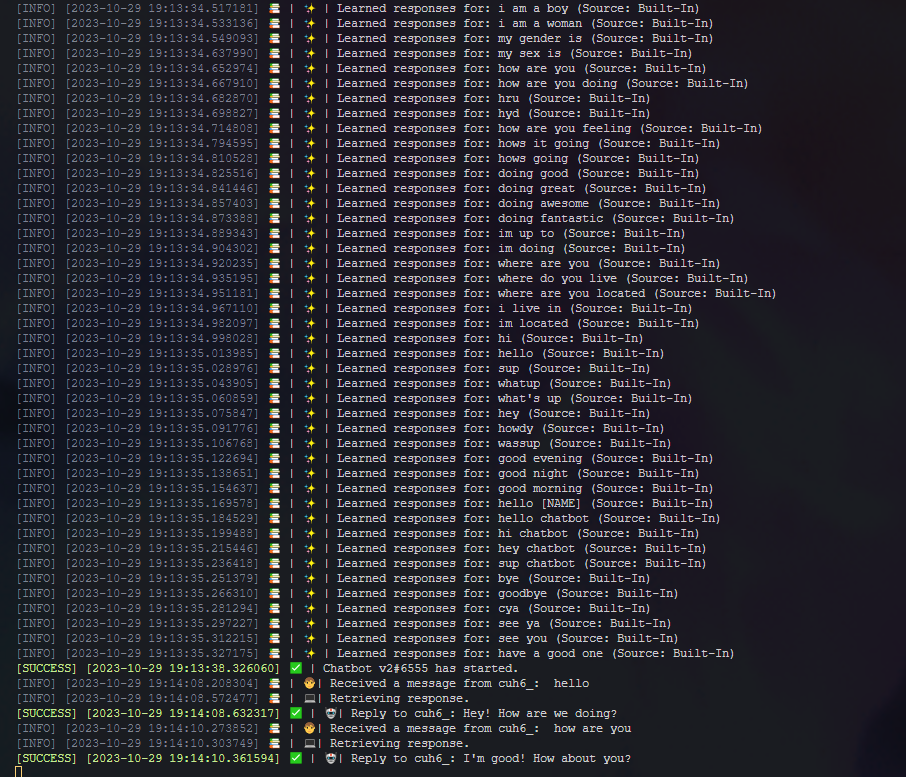 [INFO] [2023-10-29 19:13:34.517181] 📚 | ✨ | Learned responses for: i am a boy (Source: Built-In)
[INFO] [2023-10-29 19:13:34.533136] 📚 | ✨ | Learned responses for: i am a woman (Source: Built-In)
[INFO] [2023-10-29 19:13:34.549093] 📚 | ✨ | Learned responses for: my gender is (Source: Built-In)
[INFO] [2023-10-29 19:13:34.637990] 📚 | ✨ | Learned responses for: my sex is (Source: Built-In)
[INFO] [2023-10-29 19:13:34.652974] 📚 | ✨ | Learned responses for: how are you (Source: Built-In)
[INFO] [2023-10-29 19:13:34.667910] 📚 | ✨ | Learned responses for: how are you doing (Source: Built-In)
[INFO] [2023-10-29 19:13:34.682870] 📚 | ✨ | Learned responses for: hru (Source: Built-In)
[INFO] [2023-10-29 19:13:34.698827] 📚 | ✨ | Learned responses for: hyd (Source: Built-In)
[INFO] [2023-10-29 19:13:34.714808] 📚 | ✨ | Learned responses for: how are you feeling (Source: Built-In)
[INFO] [2023-10-29 19:13:34.794595] 📚 | ✨ | Learned responses for: hows it going (Source: Built-In)
[INFO] [2023-10-29 19:13:34.810528] 📚 | ✨ | Learned responses for: hows going (Source: Built-In)
[INFO] [2023-10-29 19:13:34.825516] 📚 | ✨ | Learned responses for: doing good (Source: Built-In)
[INFO] [2023-10-29 19:13:34.841446] 📚 | ✨ | Learned responses for: doing great (Source: Built-In)
[INFO] [2023-10-29 19:13:34.857403] 📚 | ✨ | Learned responses for: doing awesome (Source: Built-In)
[INFO] [2023-10-29 19:13:34.873388] 📚 | ✨ | Learned responses for: doing fantastic (Source: Built-In)
[INFO] [2023-10-29 19:13:34.889343] 📚 | ✨ | Learned responses for: im up to (Source: Built-In)
[INFO] [2023-10-29 19:13:34.904302] 📚 | ✨ | Learned responses for: im doing (Source: Built-In)
[INFO] [2023-10-29 19:13:34.920235] 📚 | ✨ | Learned responses for: where are you (Source: Built-In)
[INFO] [2023-10-29 19:13:34.935195] 📚 | ✨ | Learned responses for: where do you live (Source: Built-In)
[INFO] [2023-10-29 19:13:34.951181] 📚 | ✨ | Learned responses for: where are you located (Source: Built-In)
[INFO] [2023-10-29 19:13:34.967110] 📚 | ✨ | Learned responses for: i live in (Source: Built-In)
[INFO] [2023-10-29 19:13:34.982097] 📚 | ✨ | Learned responses for: im located (Source: Built-In)
[INFO] [2023-10-29 19:13:34.998028] 📚 | ✨ | Learned responses for: hi (Source: Built-In)
[INFO] [2023-10-29 19:13:35.013985] 📚 | ✨ | Learned responses for: hello (Source: Built-In)
[INFO] [2023-10-29 19:13:35.028976] 📚 | ✨ | Learned responses for: sup (Source: Built-In)
[INFO] [2023-10-29 19:13:35.043905] 📚 | ✨ | Learned responses for: whatup (Source: Built-In)
[INFO] [2023-10-29 19:13:35.060859] 📚 | ✨ | Learned responses for: what's up (Source: Built-In)
[INFO] [2023-10-29 19:13:35.075847] 📚 | ✨ | Learned responses for: hey (Source: Built-In)
[INFO] [2023-10-29 19:13:35.091776] 📚 | ✨ | Learned responses for: howdy (Source: Built-In)
[INFO] [2023-10-29 19:13:35.106768] 📚 | ✨ | Learned responses for: wassup (Source: Built-In)
[INFO] [2023-10-29 19:13:35.122694] 📚 | ✨ | Learned responses for: good evening (Source: Built-In)
[INFO] [2023-10-29 19:13:35.138651] 📚 | ✨ | Learned responses for: good night (Source: Built-In)
[INFO] [2023-10-29 19:13:35.154637] 📚 | ✨ | Learned responses for: good morning (Source: Built-In)
[INFO] [2023-10-29 19:13:35.169578] 📚 | ✨ | Learned responses for: hello [NAME] (Source: Built-In)
[INFO] [2023-10-29 19:13:35.184529] 📚 | ✨ | Learned responses for: hello chatbot (Source: Built-In)
[INFO] [2023-10-29 19:13:35.199488] 📚 | ✨ | Learned responses for: hi chatbot (Source: Built-In)
[INFO] [2023-10-29 19:13:35.215446] 📚 | ✨ | Learned responses for: hey chatbot (Source: Built-In)
[INFO] [2023-10-29 19:13:35.236418] 📚 | ✨ | Learned responses for: sup chatbot (Source: Built-In)
[INFO] [2023-10-29 19:13:35.251379] 📚 | ✨ | Learned responses for: bye (Source: Built-In)
[INFO] [2023-10-29 19:13:35.266310] 📚 | ✨ | Learned responses for: goodbye (Source: Built-In)
[INFO] [2023-10-29 19:13:35.281294] 📚 | ✨ | Learned responses for: cya (Source: Built-In)
[INFO] [2023-10-29 19:13:35.297227] 📚 | ✨ | Learned responses for: see ya (Source: Built-In)
[INFO] [2023-10-29 19:13:35.312215] 📚 | ✨ | Learned responses for: see you (Source: Built-In)
[INFO] [2023-10-29 19:13:35.327175] 📚 | ✨ | Learned responses for: have a good one (Source: Built-In)
[SUCCESS] [2023-10-29 19:13:38.326060] ✅ | Chatbot v2#6555 has started.
[INFO] [2023-10-29 19:14:08.208304] 📚 | 🧑| Received a message from cuh6_:  hello
[INFO] [2023-10-29 19:14:08.572477] 📚 | 💻| Retrieving response.
[SUCCESS] [2023-10-29 19:14:08.632317] ✅ | 🤖| Reply to cuh6_: Hey! How are we doing?
[INFO] [2023-10-29 19:14:10.273852] 📚 | 🧑| Received a message from cuh6_:  how are you
[INFO] [2023-10-29 19:14:10.303749] 📚 | 💻| Retrieving response.
[SUCCESS] [2023-10-29 19:14:10.361594] ✅ | 🤖| Reply to cuh6_: I'm good! How about you?